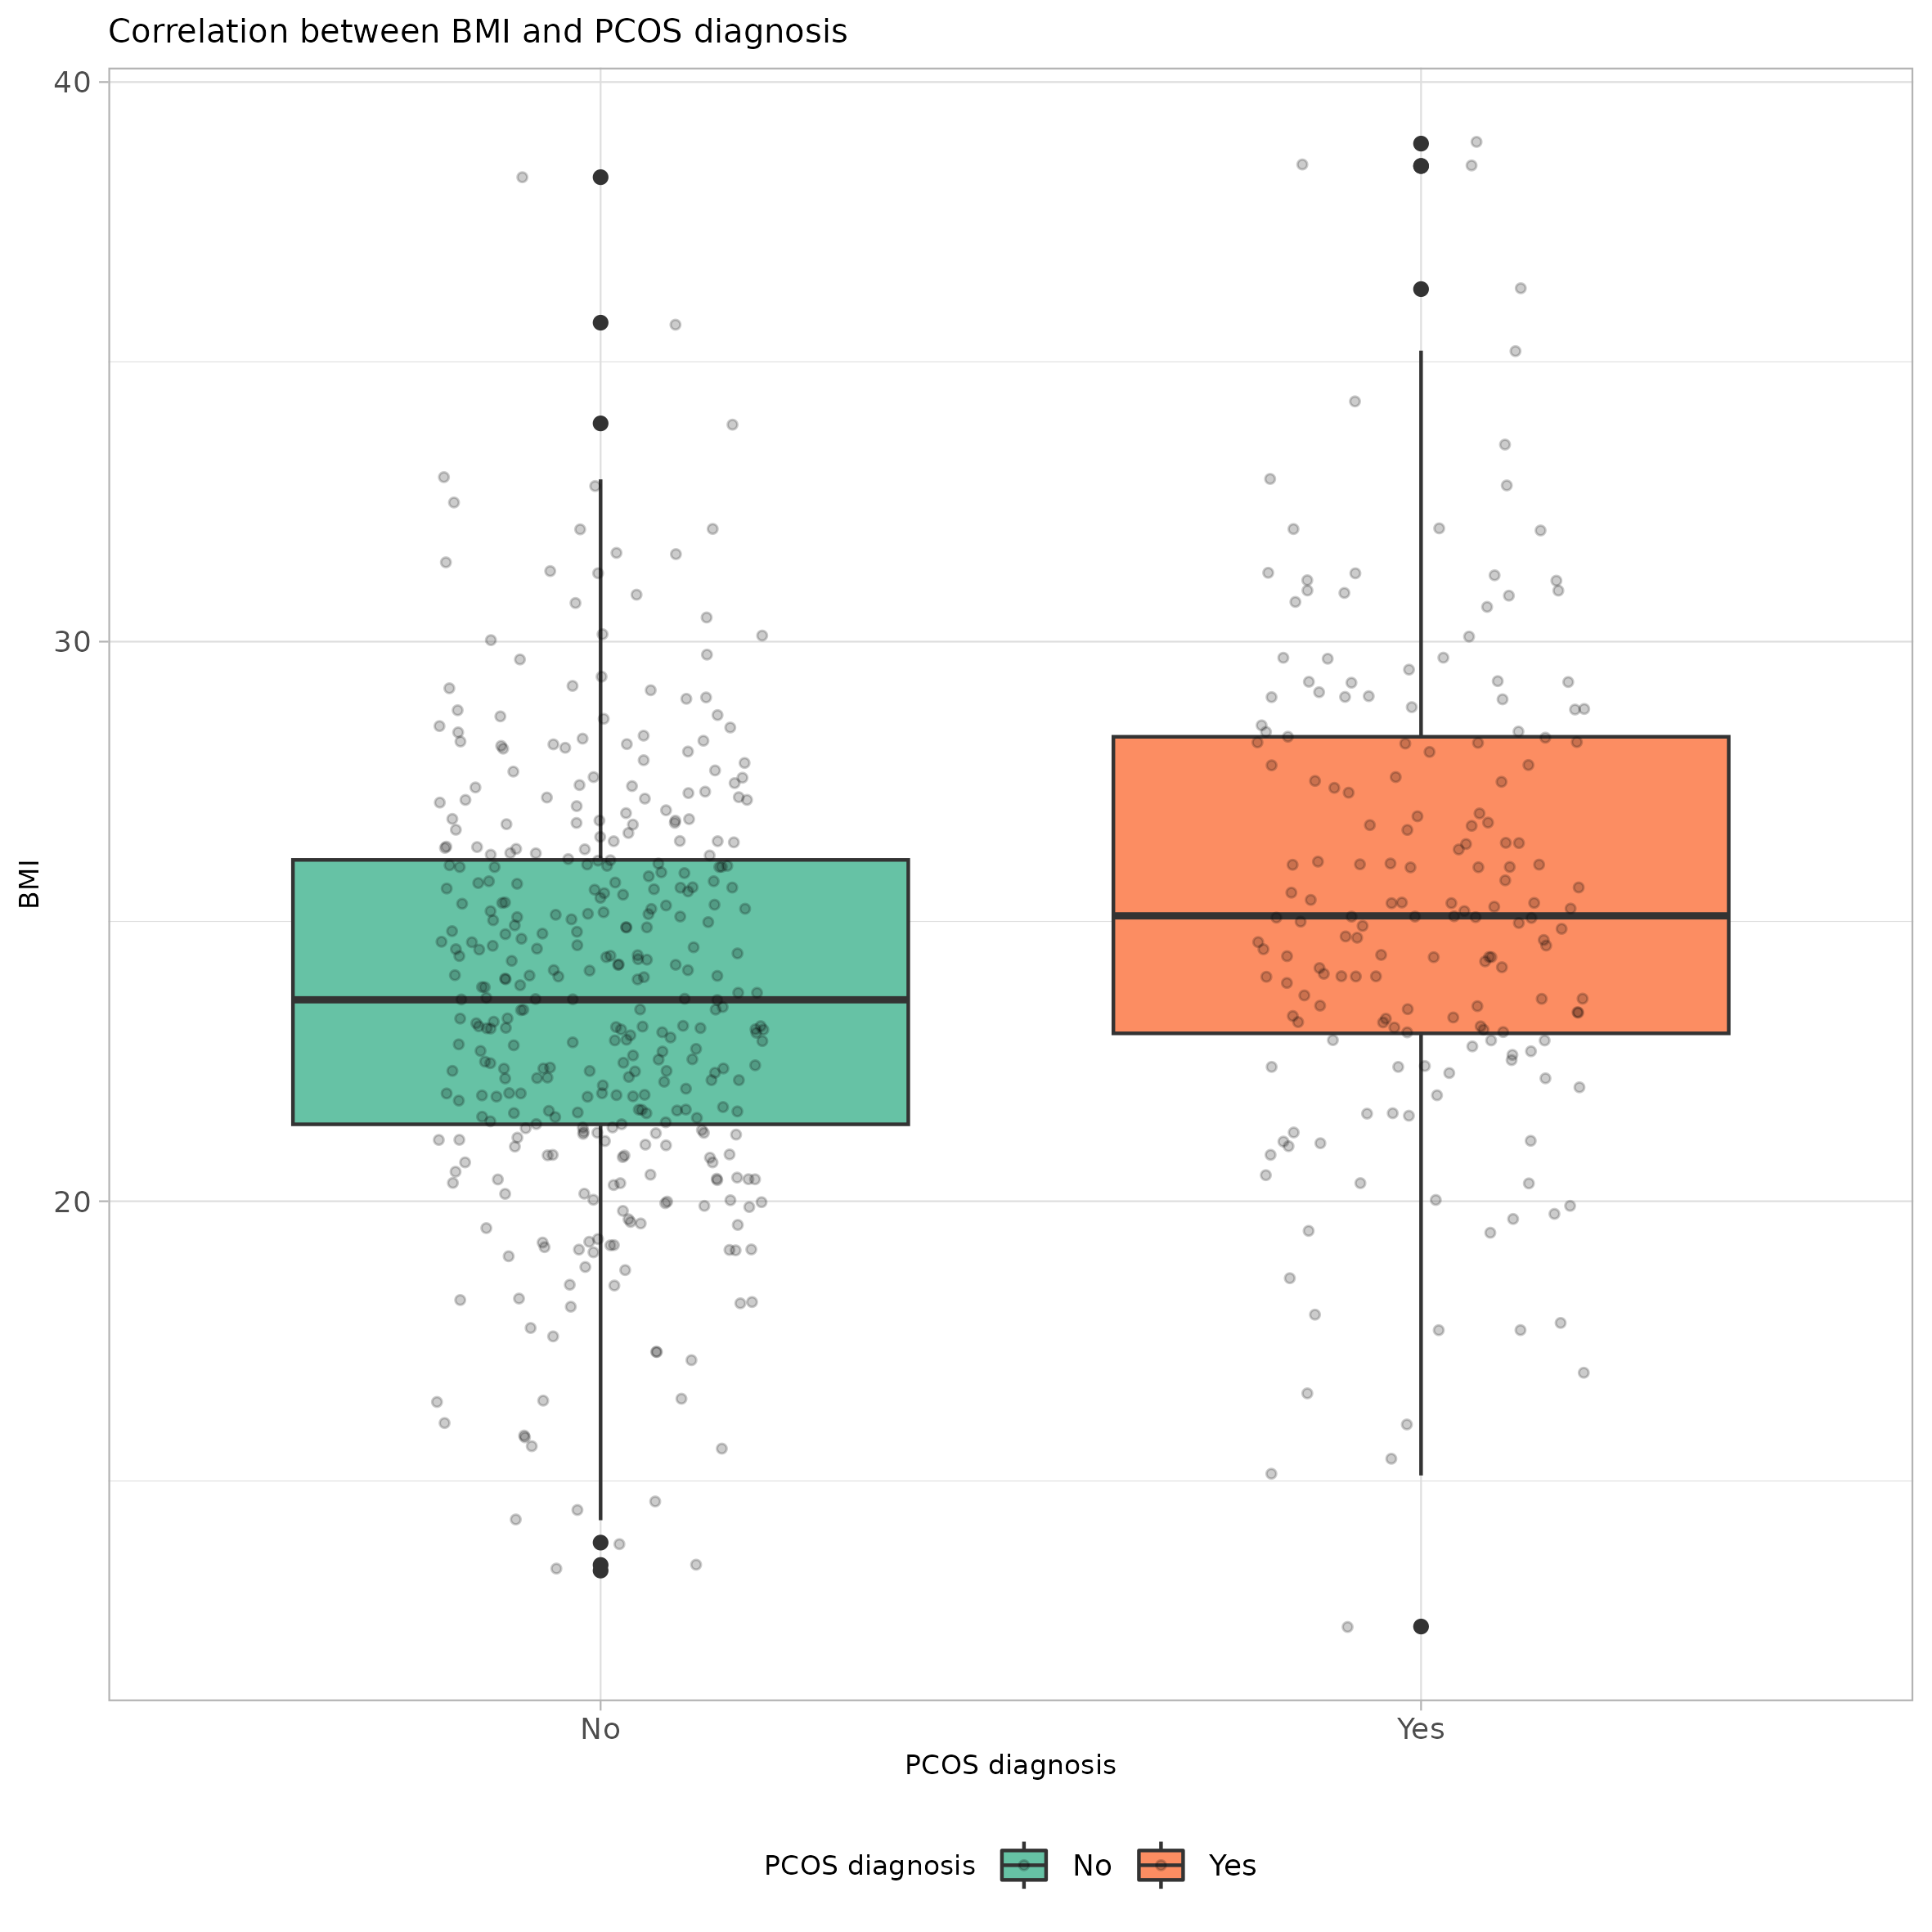 Correlation between BMI and PCOS diagnosis
40
30
20
BMI
No
Yes
PCOS diagnosis
PCOS diagnosis No Yes